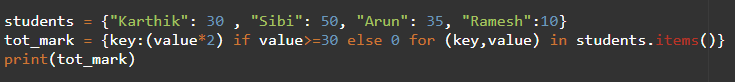 students = {"Karthik": 30 , "Sibi": 50, "Arun": 35, "Ramesh":10}
tot_mark = {key:(value*2) if value>=30 else 0 for (key,value) in students.items()}
print(tot_mark)